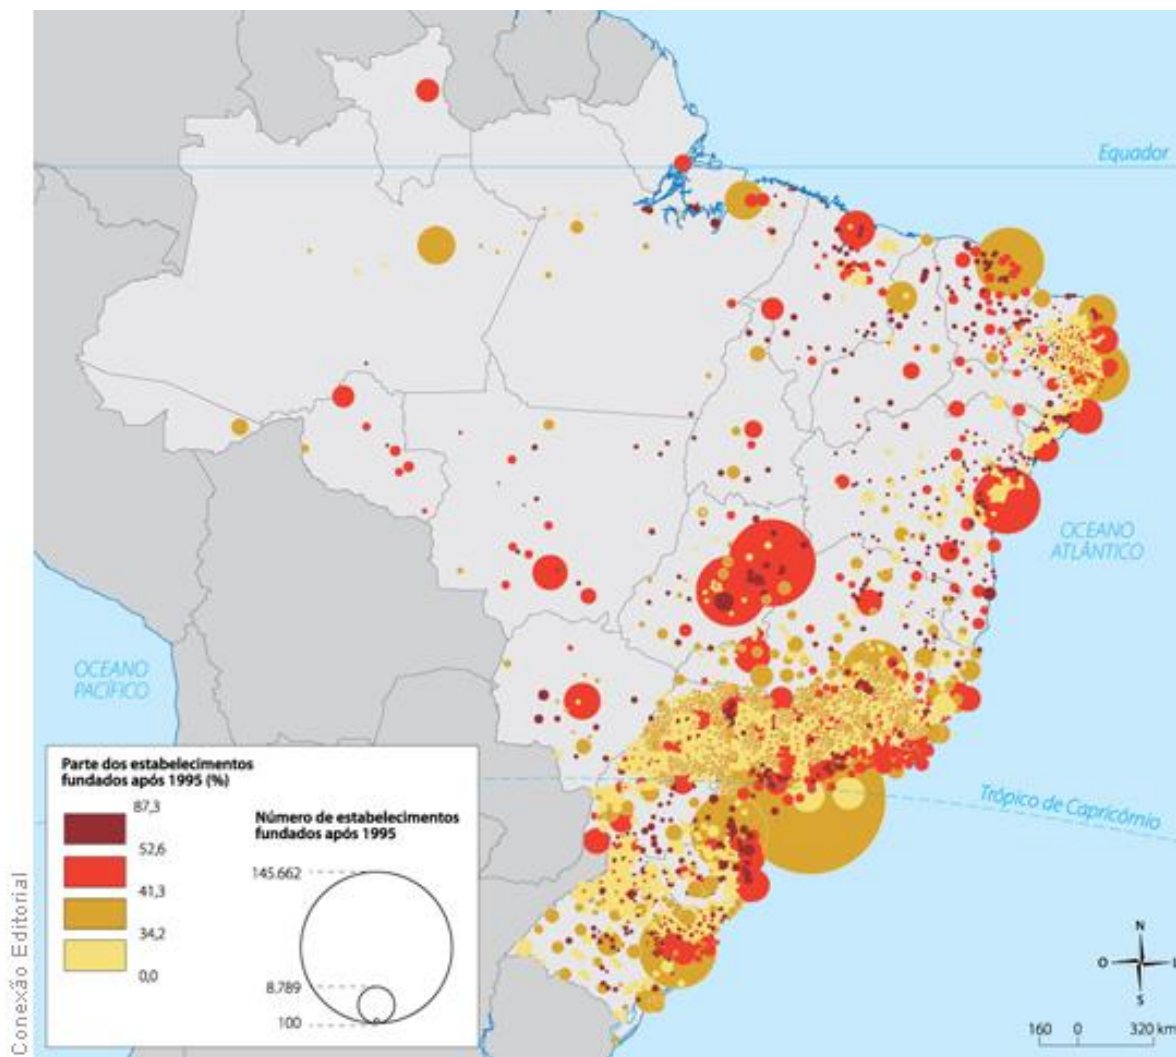 Equador
OCEANO
ATLÂNTICO
OCEANO
PACÍFICO
Trópico de Capricórnio
Parte dos estabelecimentos
fundados após 1995 (%)
87,3
52,6
41,3
34,2
0,0
Número de estabelecimentos
fundados após 1995
145.662
8.789
100
N
O
L
S
160 0 320 km
Conexão Editorial